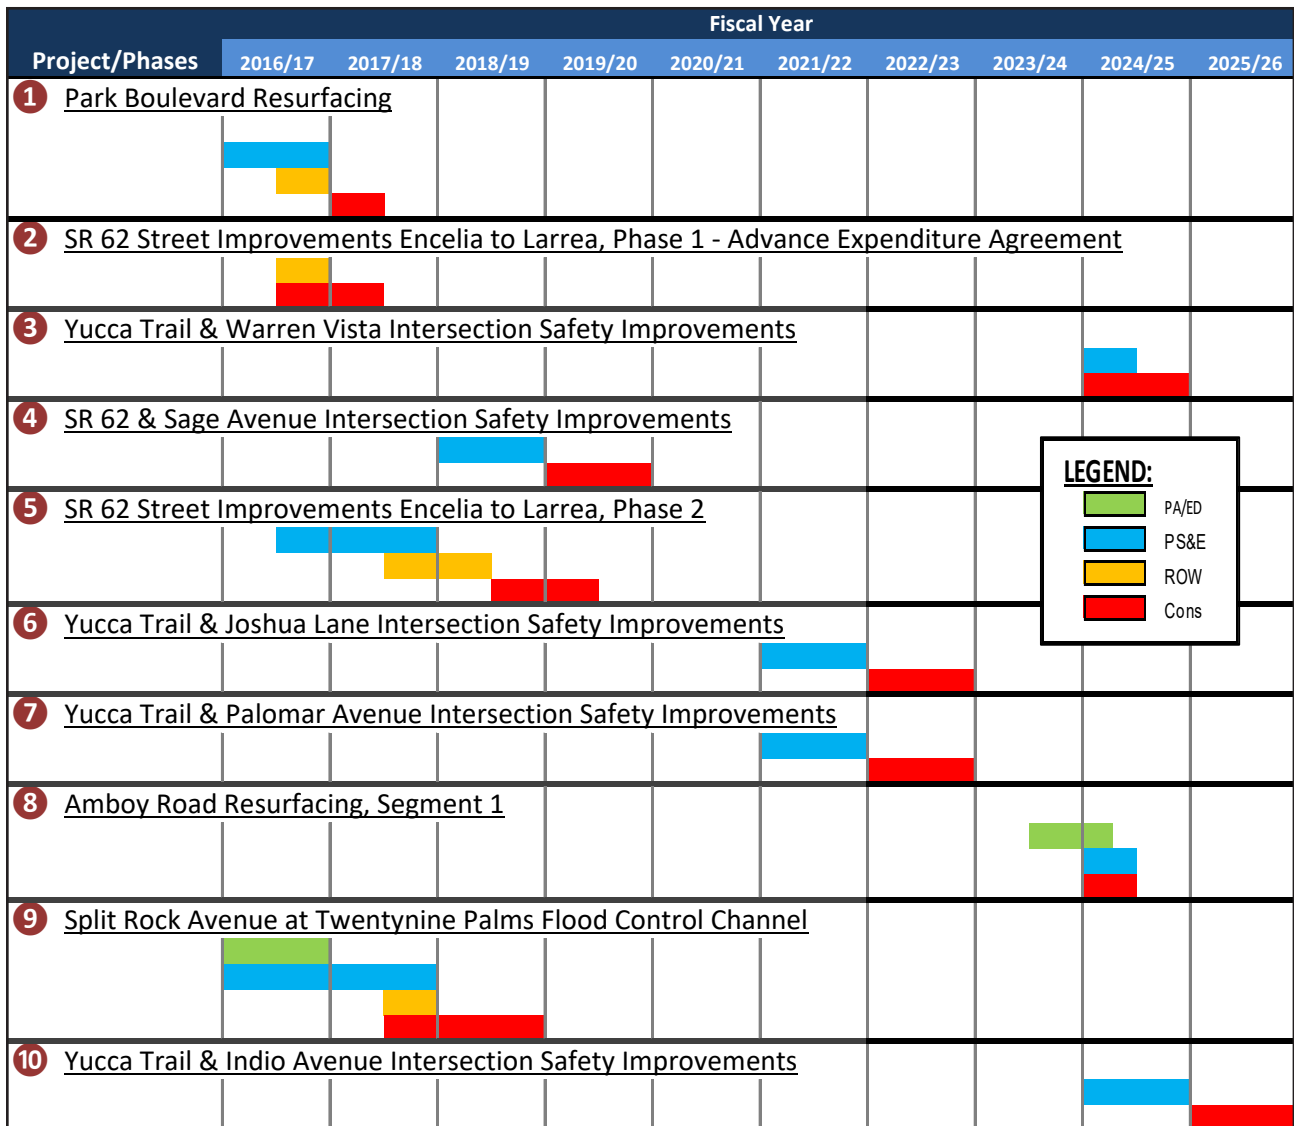 Fiscal Year
Project/Phases 2016/17 2017/18 2018/19 2019/20 2020/21 2021/22 2022/23 2023/24 2024/25 2025/26
1 Park Boulevard Resurfacing
2 SR 62 Street Improvements Encelia to Larrea, Phase 1 - Advance Expenditure Agreement
3 Yucca Trail & Warren Vista Intersection Safety Improvements
4 SR 62 & Sage Avenue Intersection Safety Improvements
LEGEND:
PA/ED
PS&E
ROW
Cons
5 SR 62 Street Improvements Encelia to Larrea, Phase 2
6 Yucca Trail & Joshua Lane Intersection Safety Improvements
7 Yucca Trail & Palomar Avenue Intersection Safety Improvements
8 Amboy Road Resurfacing, Segment 1
9 Split Rock Avenue at Twentynine Palms Flood Control Channel
10 Yucca Trail & Indio Avenue Intersection Safety Improvements